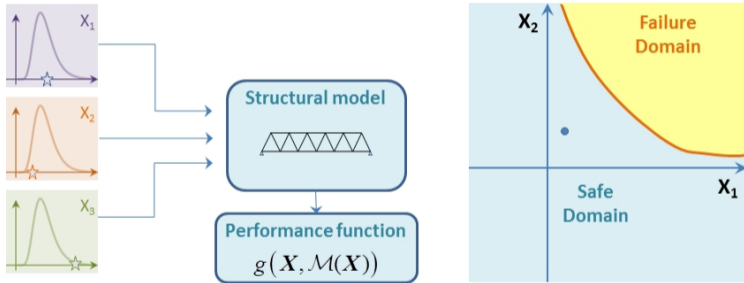 X₁
X₂
X₃
Structural model
Performance function
g(X, ℳ(X))
X₂
Failure
Domain
X₁
Safe
Domain